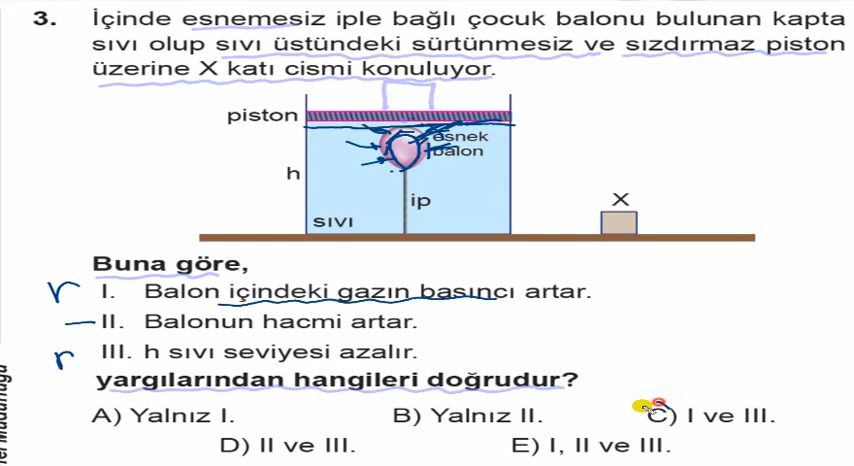 3. İçinde esnemesiz iple bağlı çocuk balonu bulunan kapta
sıvı olup sıvı üstündeki sürtünmesiz ve sızdırmaz piston
üzerine X katı cismi konuluyor.
piston
esnek
balon
h
ip
X
sıvı
Buna göre,
I. Balon içindeki gazın basıncı artar.
II. Balonun hacmi artar.
III. h sıvı seviyesi azalır.
yargılarından hangileri doğrudur?
A) Yalnız I. B) Yalnız II. C) I ve III.
D) II ve III. E) I, II ve III.